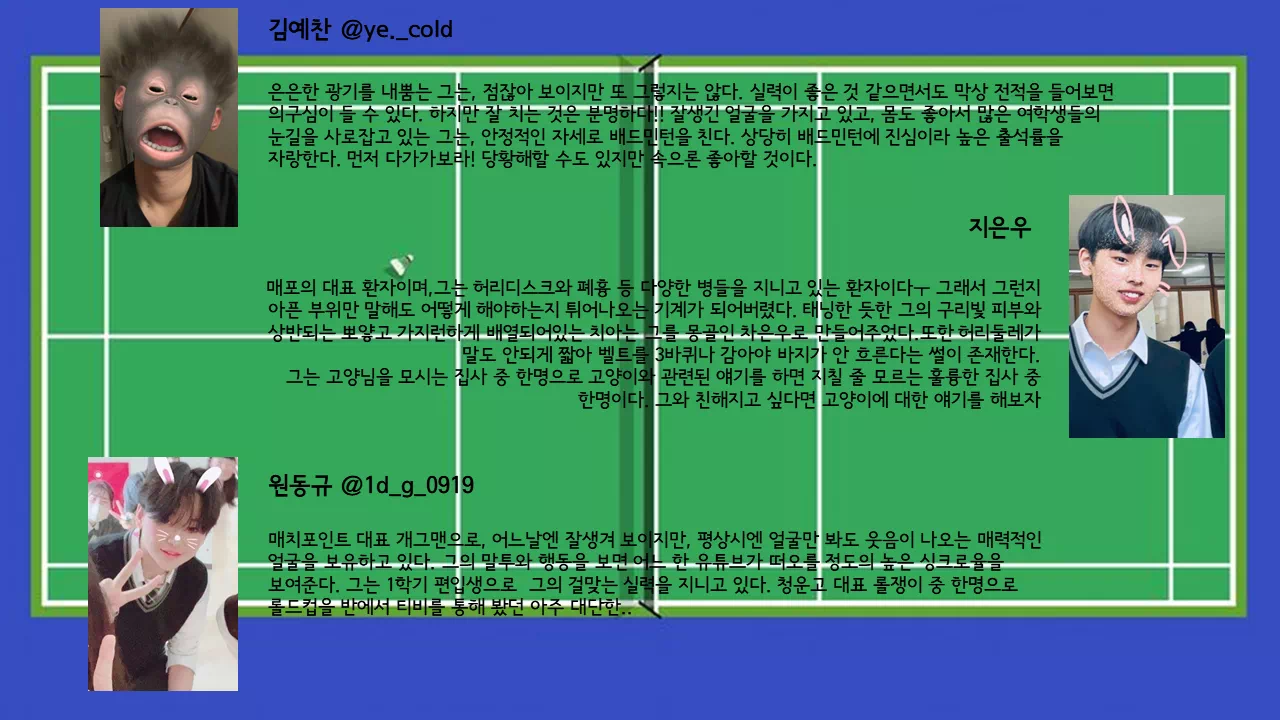 김예찬 @ye._cold
은은한 광기를 내뿜는 그는, 점잖아 보이지만 또 그렇지는 않다. 실력이 좋은 것 같으면서도 막상 전적을 들어보면
의구심이 들 수 있다. 하지만 잘 치는 것은 분명하다!! 잘생긴 얼굴을 가지고 있고, 몸도 좋아서 많은 여학생들의
눈길을 사로잡고 있는 그는, 안정적인 자세로 배드민턴을 친다. 상당히 배드민턴에 진심이라 높은 출석률을
자랑한다. 먼저 다가가보라! 당황해할 수도 있지만 속으론 좋아할 것이다.
지은우
매포의 대표 환자이며,그는 허리디스크와 폐흉 등 다양한 병들을 지니고 있는 환자이다ㅜ 그래서 그런지
아픈 부위만 말해도 어떻게 해야하는지 튀어나오는 기계가 되어버렸다. 태닝한 듯한 그의 구리빛 피부와
상반되는 뽀얗고 가지런하게 배열되어있는 치아는 그를 몽골인 차은우로 만들어주었다.또한 허리둘레가
말도 안되게 짧아 벨트를 3바퀴나 감아야 바지가 안 흐른다는 썰이 존재한다.
그는 고양님을 모시는 집사 중 한명으로 고양이와 관련된 얘기를 하면 지칠 줄 모르는 훌륭한 집사 중
한명이다. 그와 친해지고 싶다면 고양이에 대한 얘기를 해보자
원동규 @1d_g_0919
매치포인트 대표 개그맨으로, 어느날엔 잘생겨 보이지만, 평상시엔 얼굴만 봐도 웃음이 나오는 매력적인
얼굴을 보유하고 있다. 그의 말투와 행동을 보면 어느 한 유튜브가 떠오를 정도의 높은 싱크로율을
보여준다. 그는 1학기 편입생으로  그의 걸맞는 실력을 지니고 있다. 청운고 대표 롤쟁이 중 한명으로
롤드컵을 반에서 티비를 통해 봤던 아주 대단한..